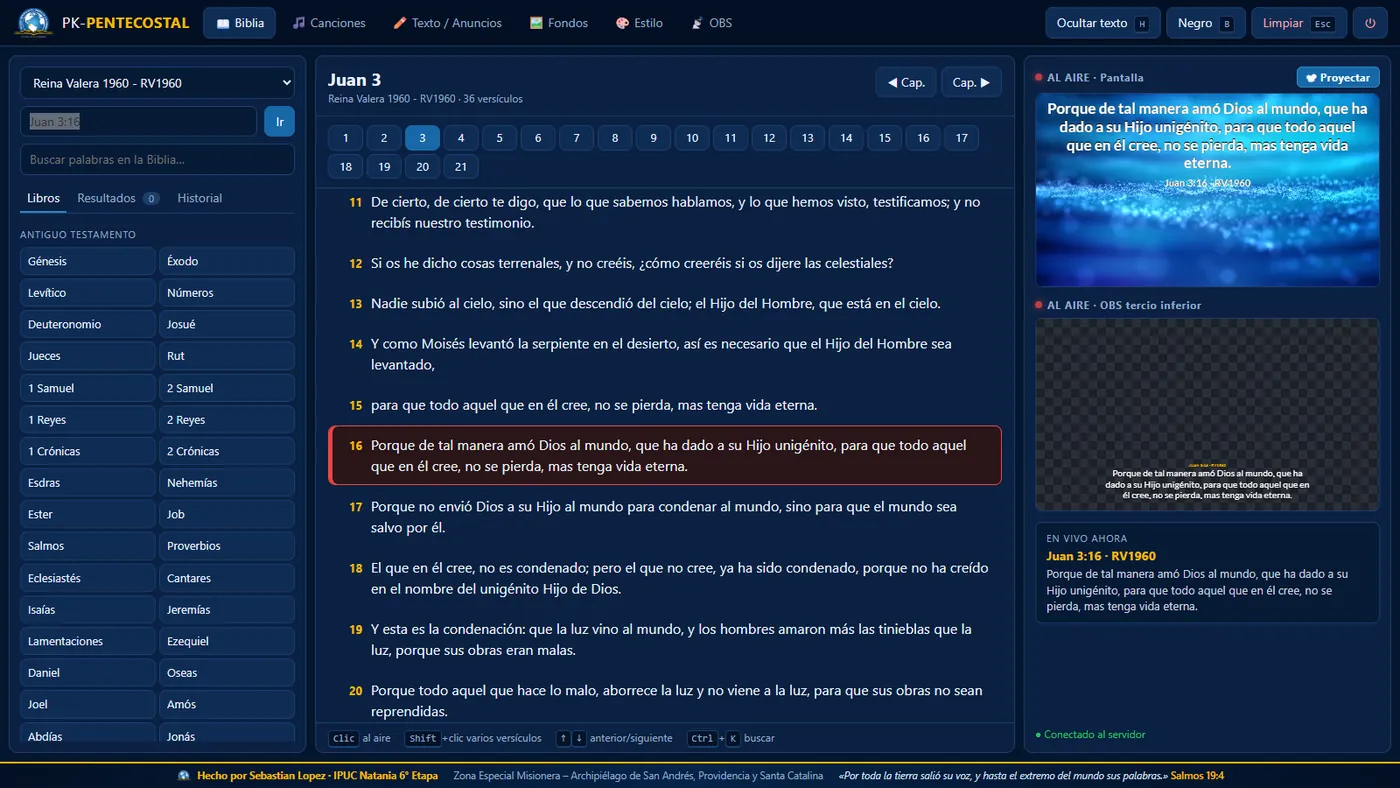 PK-PENTECOSTAL
Biblia
Canciones
Texto / Anuncios
Fondos
Estilo
OBS
Ocultar texto H
Negro B
Limpiar Esc
Reina Valera 1960 - RV1960
Juan 3:16
Ir
Buscar palabras en la Biblia...
Libros
Resultados 0
Historial
ANTIGUO TESTAMENTO
Génesis
Éxodo
Levítico
Números
Deuteronomio
Josué
Jueces
Rut
1 Samuel
2 Samuel
1 Reyes
2 Reyes
1 Crónicas
2 Crónicas
Esdras
Nehemías
Ester
Job
Salmos
Proverbios
Eclesiastés
Cantares
Isaías
Jeremías
Lamentaciones
Ezequiel
Daniel
Oseas
Joel
Amós
Abdías
Jonás
Juan 3
Reina Valera 1960 - RV1960 · 36 versículos
◀ Cap.
Cap. ▶
1 2 3 4 5 6 7 8 9 10 11 12 13 14 15 16 17
18 19 20 21
11 De cierto, de cierto te digo, que lo que sabemos hablamos, y lo que hemos visto, testificamos; y no
recibís nuestro testimonio.
12 Si os he dicho cosas terrenales, y no creéis, ¿cómo creeréis si os dijere las celestiales?
13 Nadie subió al cielo, sino el que descendió del cielo; el Hijo del Hombre, que está en el cielo.
14 Y como Moisés levantó la serpiente en el desierto, así es necesario que el Hijo del Hombre sea
levantado,
15 para que todo aquel que en él cree, no se pierda, mas tenga vida eterna.
16 Porque de tal manera amó Dios al mundo, que ha dado a su Hijo unigénito, para que todo aquel
que en él cree, no se pierda, mas tenga vida eterna.
17 Porque no envió Dios a su Hijo al mundo para condenar al mundo, sino para que el mundo sea
salvo por él.
18 El que en él cree, no es condenado; pero el que no cree, ya ha sido condenado, porque no ha creído
en el nombre del unigénito Hijo de Dios.
19 Y esta es la condenación: que la luz vino al mundo, y los hombres amaron más las tinieblas que la
luz, porque sus obras eran malas.
20 Porque todo aquel que hace lo malo, aborrece la luz y no viene a la luz, para que sus obras no sean
reprendidas.
Clic al aire Shift+clic varios versículos ↑ ↓ anterior/siguiente Ctrl + K buscar
AL AIRE · Pantalla
Proyectar
Porque de tal manera amó Dios al mundo, que ha
dado a su Hijo unigénito, para que todo aquel
que en él cree, no se pierda, mas tenga vida
eterna.
Juan 3:16 · RV1960
AL AIRE · OBS tercio inferior
Juan 3:16 · RV1960
Porque de tal manera amó Dios al mundo, que ha
dado a su Hijo unigénito, para que todo aquel que en
él cree, no se pierda, mas tenga vida eterna.
EN VIVO AHORA
Juan 3:16 · RV1960
Porque de tal manera amó Dios al mundo, que ha dado a su
Hijo unigénito, para que todo aquel que en él cree, no se
pierda, mas tenga vida eterna.
Conectado al servidor
Hecho por Sebastian Lopez · IPUC Natania 6° Etapa Zona Especial Misionera – Archipiélago de San Andrés, Providencia y Santa Catalina «Por toda la tierra salió su voz, y hasta el extremo del mundo sus palabras.» Salmos 19:4